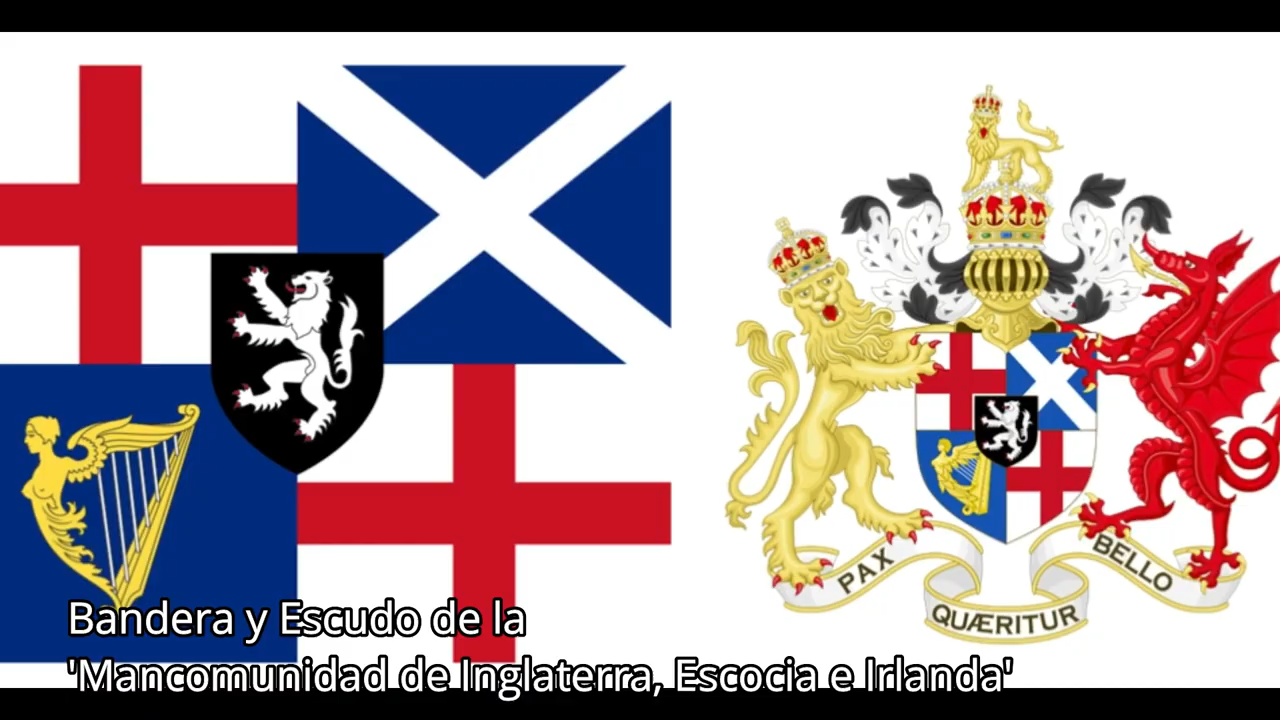 PAX
QUÆRITUR
BELLO
Bandera y Escudo de la
'Mancomunidad de Inglaterra, Escocia e Irlanda'